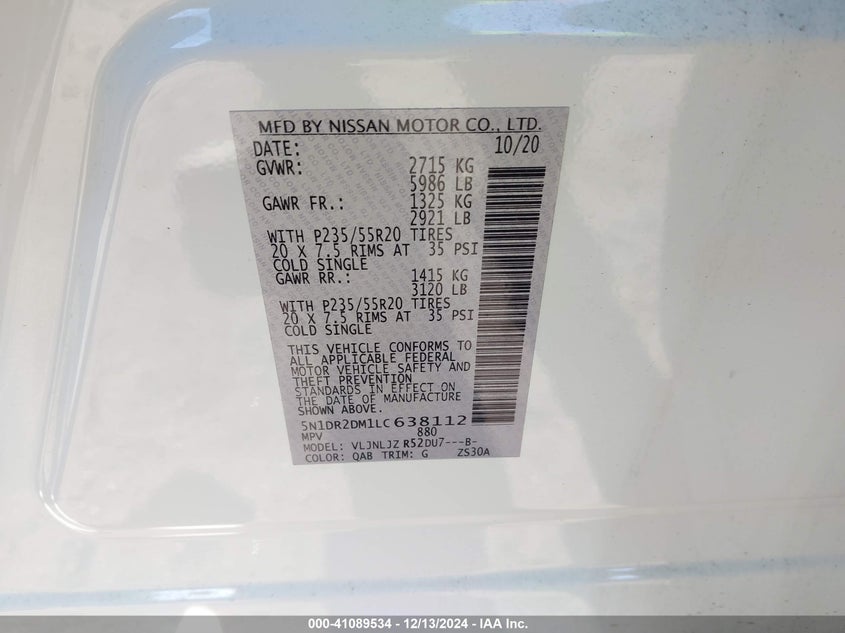 MFD BY NISSAN MOTOR CO., LTD.
DATE: 10/20
GVWR: 2715 KG
5986 LB
GAWR FR.: 1325 KG
2921 LB
WITH P235/55R20 TIRES
20 X 7.5 RIMS AT 35 PSI
COLD SINGLE
GAWR RR.: 1415 KG
3120 LB
WITH P235/55R20 TIRES
20 X 7.5 RIMS AT 35 PSI
COLD SINGLE
THIS VEHICLE CONFORMS TO
ALL APPLICABLE FEDERAL
MOTOR VEHICLE SAFETY AND
THEFT PREVENTION
STANDARDS IN EFFECT ON
THE DATE OF MANUFACTURE
SHOWN ABOVE.
5N1DR2DM1LC638112
MPV 880
MODEL: VLJNLJZ R52DU7---B-
COLOR: QAB TRIM: G ZS30A
000-41089534 - 12/13/2024 - IAA Inc.